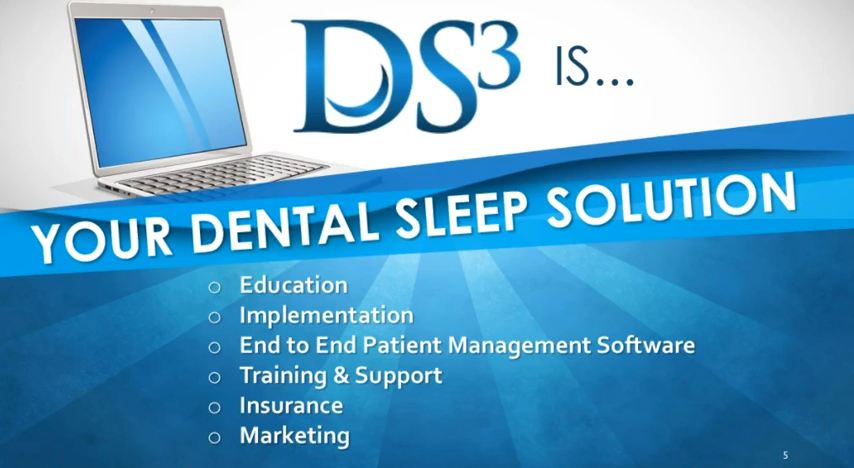 DS³ IS...
YOUR DENTAL SLEEP SOLUTION
○ Education
○ Implementation
○ End to End Patient Management Software
○ Training & Support
○ Insurance
○ Marketing
5